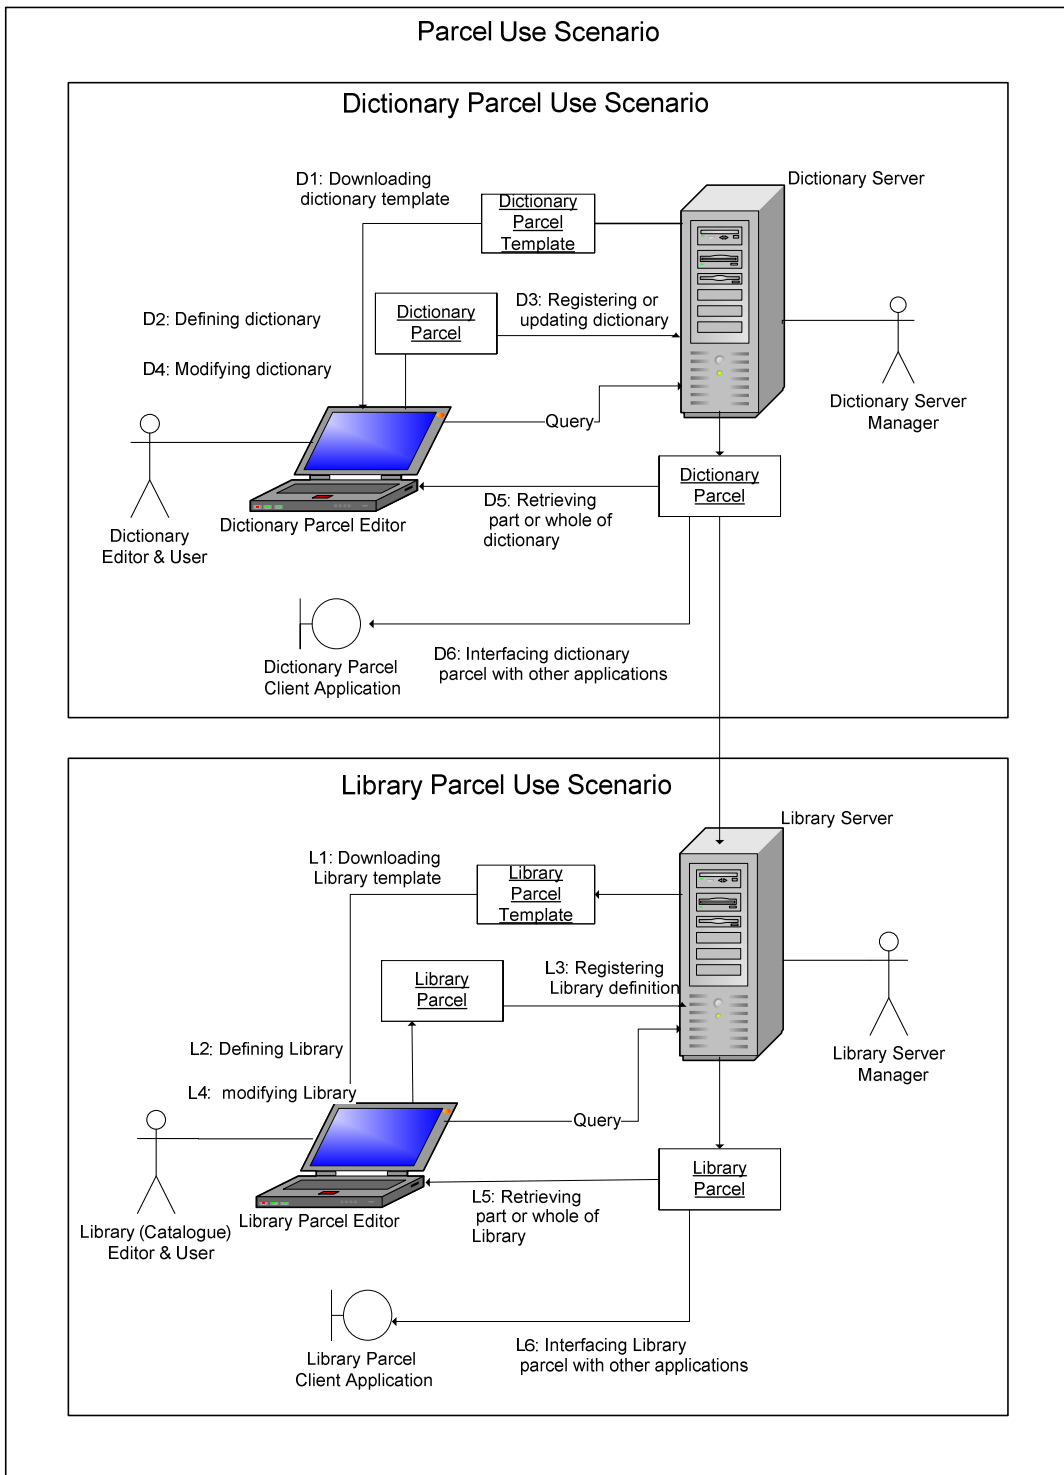 Parcel Use Scenario
Dictionary Parcel Use Scenario
D1: Downloading
dictionary template
Dictionary
Parcel
Template
Dictionary Server
D2: Defining dictionary
D4: Modifying dictionary
Dictionary
Parcel
D3: Registering or
updating dictionary
Dictionary Server
Manager
Query
Dictionary
Editor & User
Dictionary Parcel Editor
D5: Retrieving
part or whole of
dictionary
Dictionary
Parcel
Dictionary Parcel
Client Application
D6: Interfacing dictionary
parcel with other applications
Library Parcel Use Scenario
Library Server
L1: Downloading
Library template
Library
Parcel
Template
Library
Parcel
L3: Registering
Library definition
L2: Defining Library
L4: modifying Library
Library Server
Manager
Query
Library (Catalogue)
Editor & User
Library Parcel Editor
L5: Retrieving
part or whole of
Library
Library
Parcel
Library Parcel
Client Application
L6: Interfacing Library
parcel with other applications